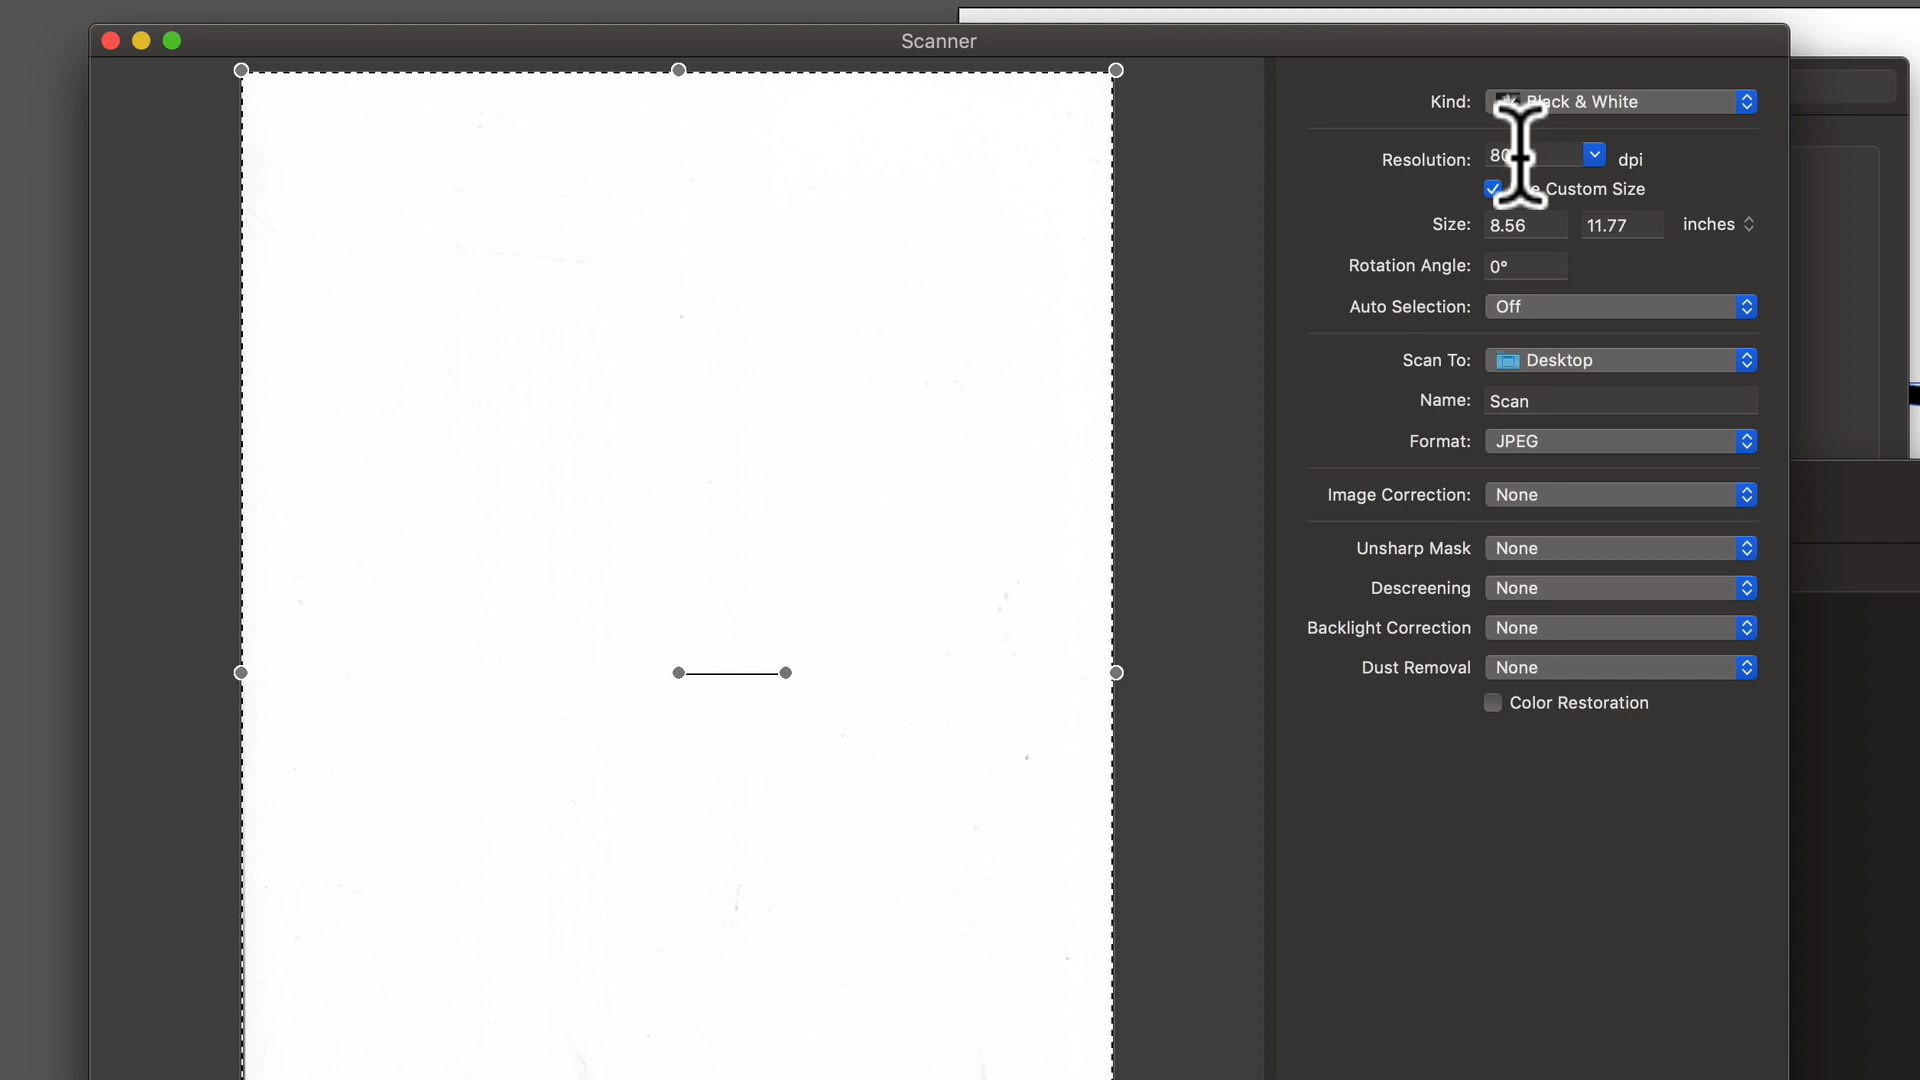 Scanner
Kind: Black & White
Resolution: dpi
Custom Size
Size: 8.56 11.77 inches
Rotation Angle: 0°
Auto Selection: Off
Scan To: Desktop
Name: Scan
Format: JPEG
Image Correction: None
Unsharp Mask None
Descreening None
Backlight Correction None
Dust Removal None
Color Restoration